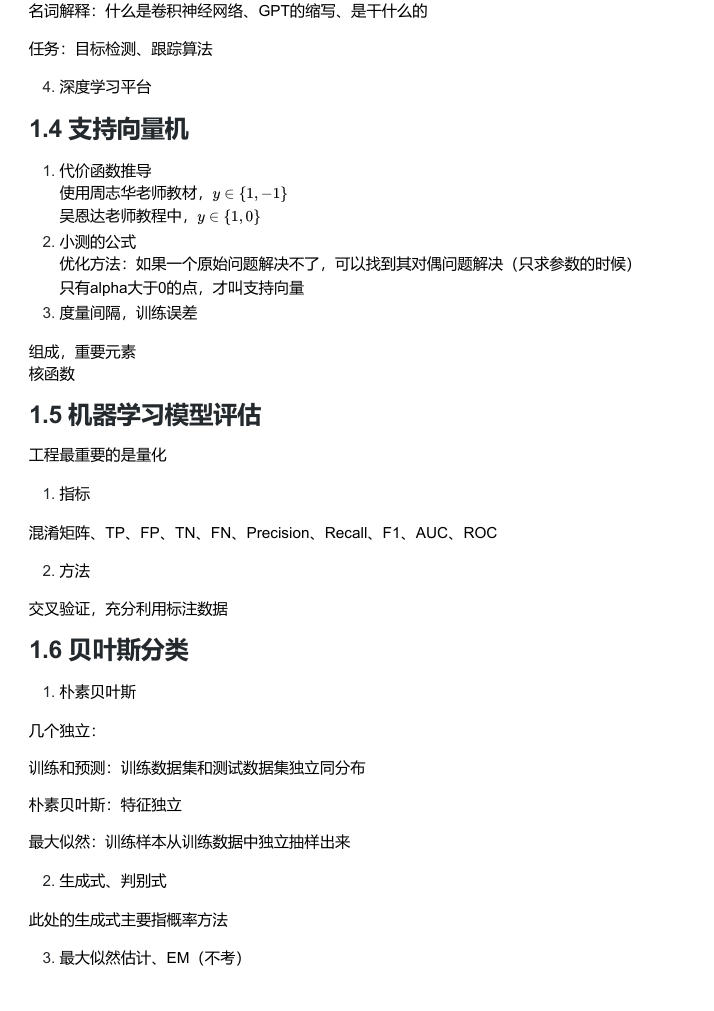 名词解释：什么是卷积神经网络、GPT的缩写、是干什么的
任务：目标检测、跟踪算法
4. 深度学习平台
1.4 支持向量机
1. 代价函数推导
使用周志华老师教材，y ∈ {1, −1}
吴恩达老师教程中，y ∈ {1, 0}
2. 小测的公式
优化方法：如果一个原始问题解决不了，可以找到其对偶问题解决（只求参数的时候）
只有alpha大于0的点，才叫支持向量
3. 度量间隔，训练误差
组成，重要元素
核函数
1.5 机器学习模型评估
工程最重要的是量化
1. 指标
混淆矩阵、TP、FP、TN、FN、Precision、Recall、F1、AUC、ROC
2. 方法
交叉验证，充分利用标注数据
1.6 贝叶斯分类
1. 朴素贝叶斯
几个独立：
训练和预测：训练数据集和测试数据集独立同分布
朴素贝叶斯：特征独立
最大似然：训练样本从训练数据中独立抽样出来
2. 生成式、判别式
此处的生成式主要指概率方法
3. 最大似然估计、EM（不考）